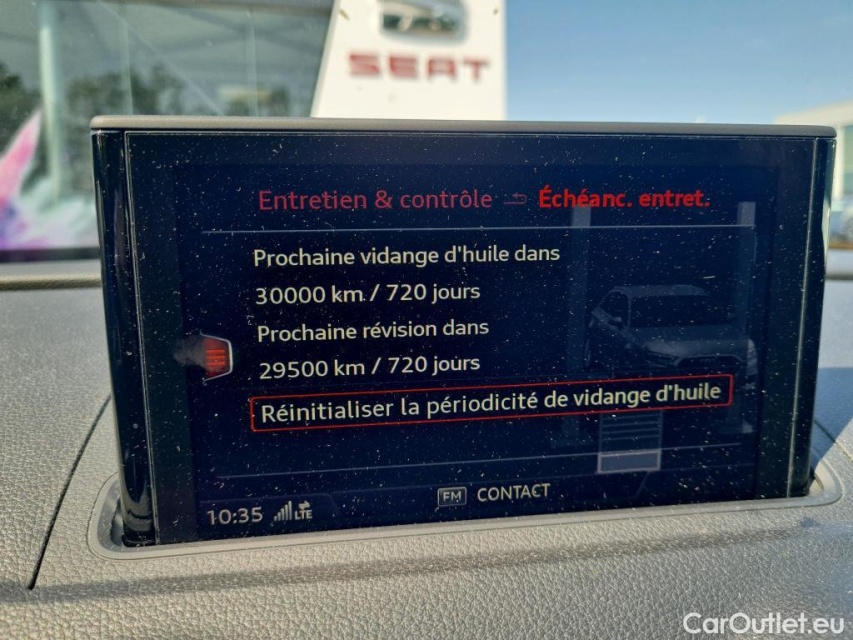 SEAT
Entretien & contrôle Échéanc. entret.
Prochaine vidange d'huile dans
30000 km / 720 jours
Prochaine révision dans
29500 km / 720 jours
Réinitialiser la périodicité de vidange d'huile
10:35 LTE FM CONTACT
CarOutlet.eu